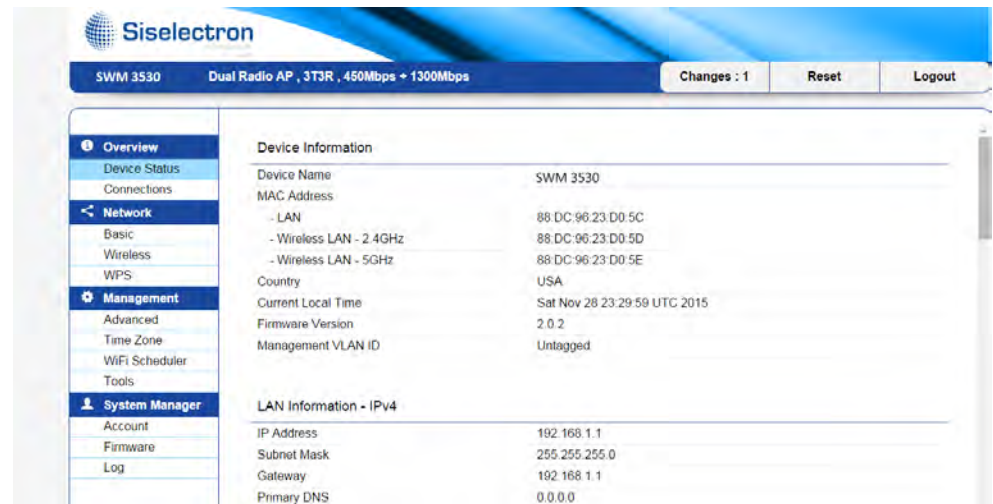 Siselectron
SWM 3530 Dual Radio AP , 3T3R , 450Mbps + 1300Mbps Changes : 1 Reset Logout
Overview
Device Status
Connections
Network
Basic
Wireless
WPS
Management
Advanced
Time Zone
WiFi Scheduler
Tools
System Manager
Account
Firmware
Log
Device Information
Device Name SWM 3530
MAC Address
- LAN 88:DC:96:23:D0:5C
- Wireless LAN - 2.4GHz 88:DC:96:23:D0:5D
- Wireless LAN - 5GHz 88:DC:96:23:D0:5E
Country USA
Current Local Time Sat Nov 28 23:29:59 UTC 2015
Firmware Version 2.0.2
Management VLAN ID Untagged
LAN Information - IPv4
IP Address 192.168.1.1
Subnet Mask 255.255.255.0
Gateway 192.168.1.1
Primary DNS 0.0.0.0